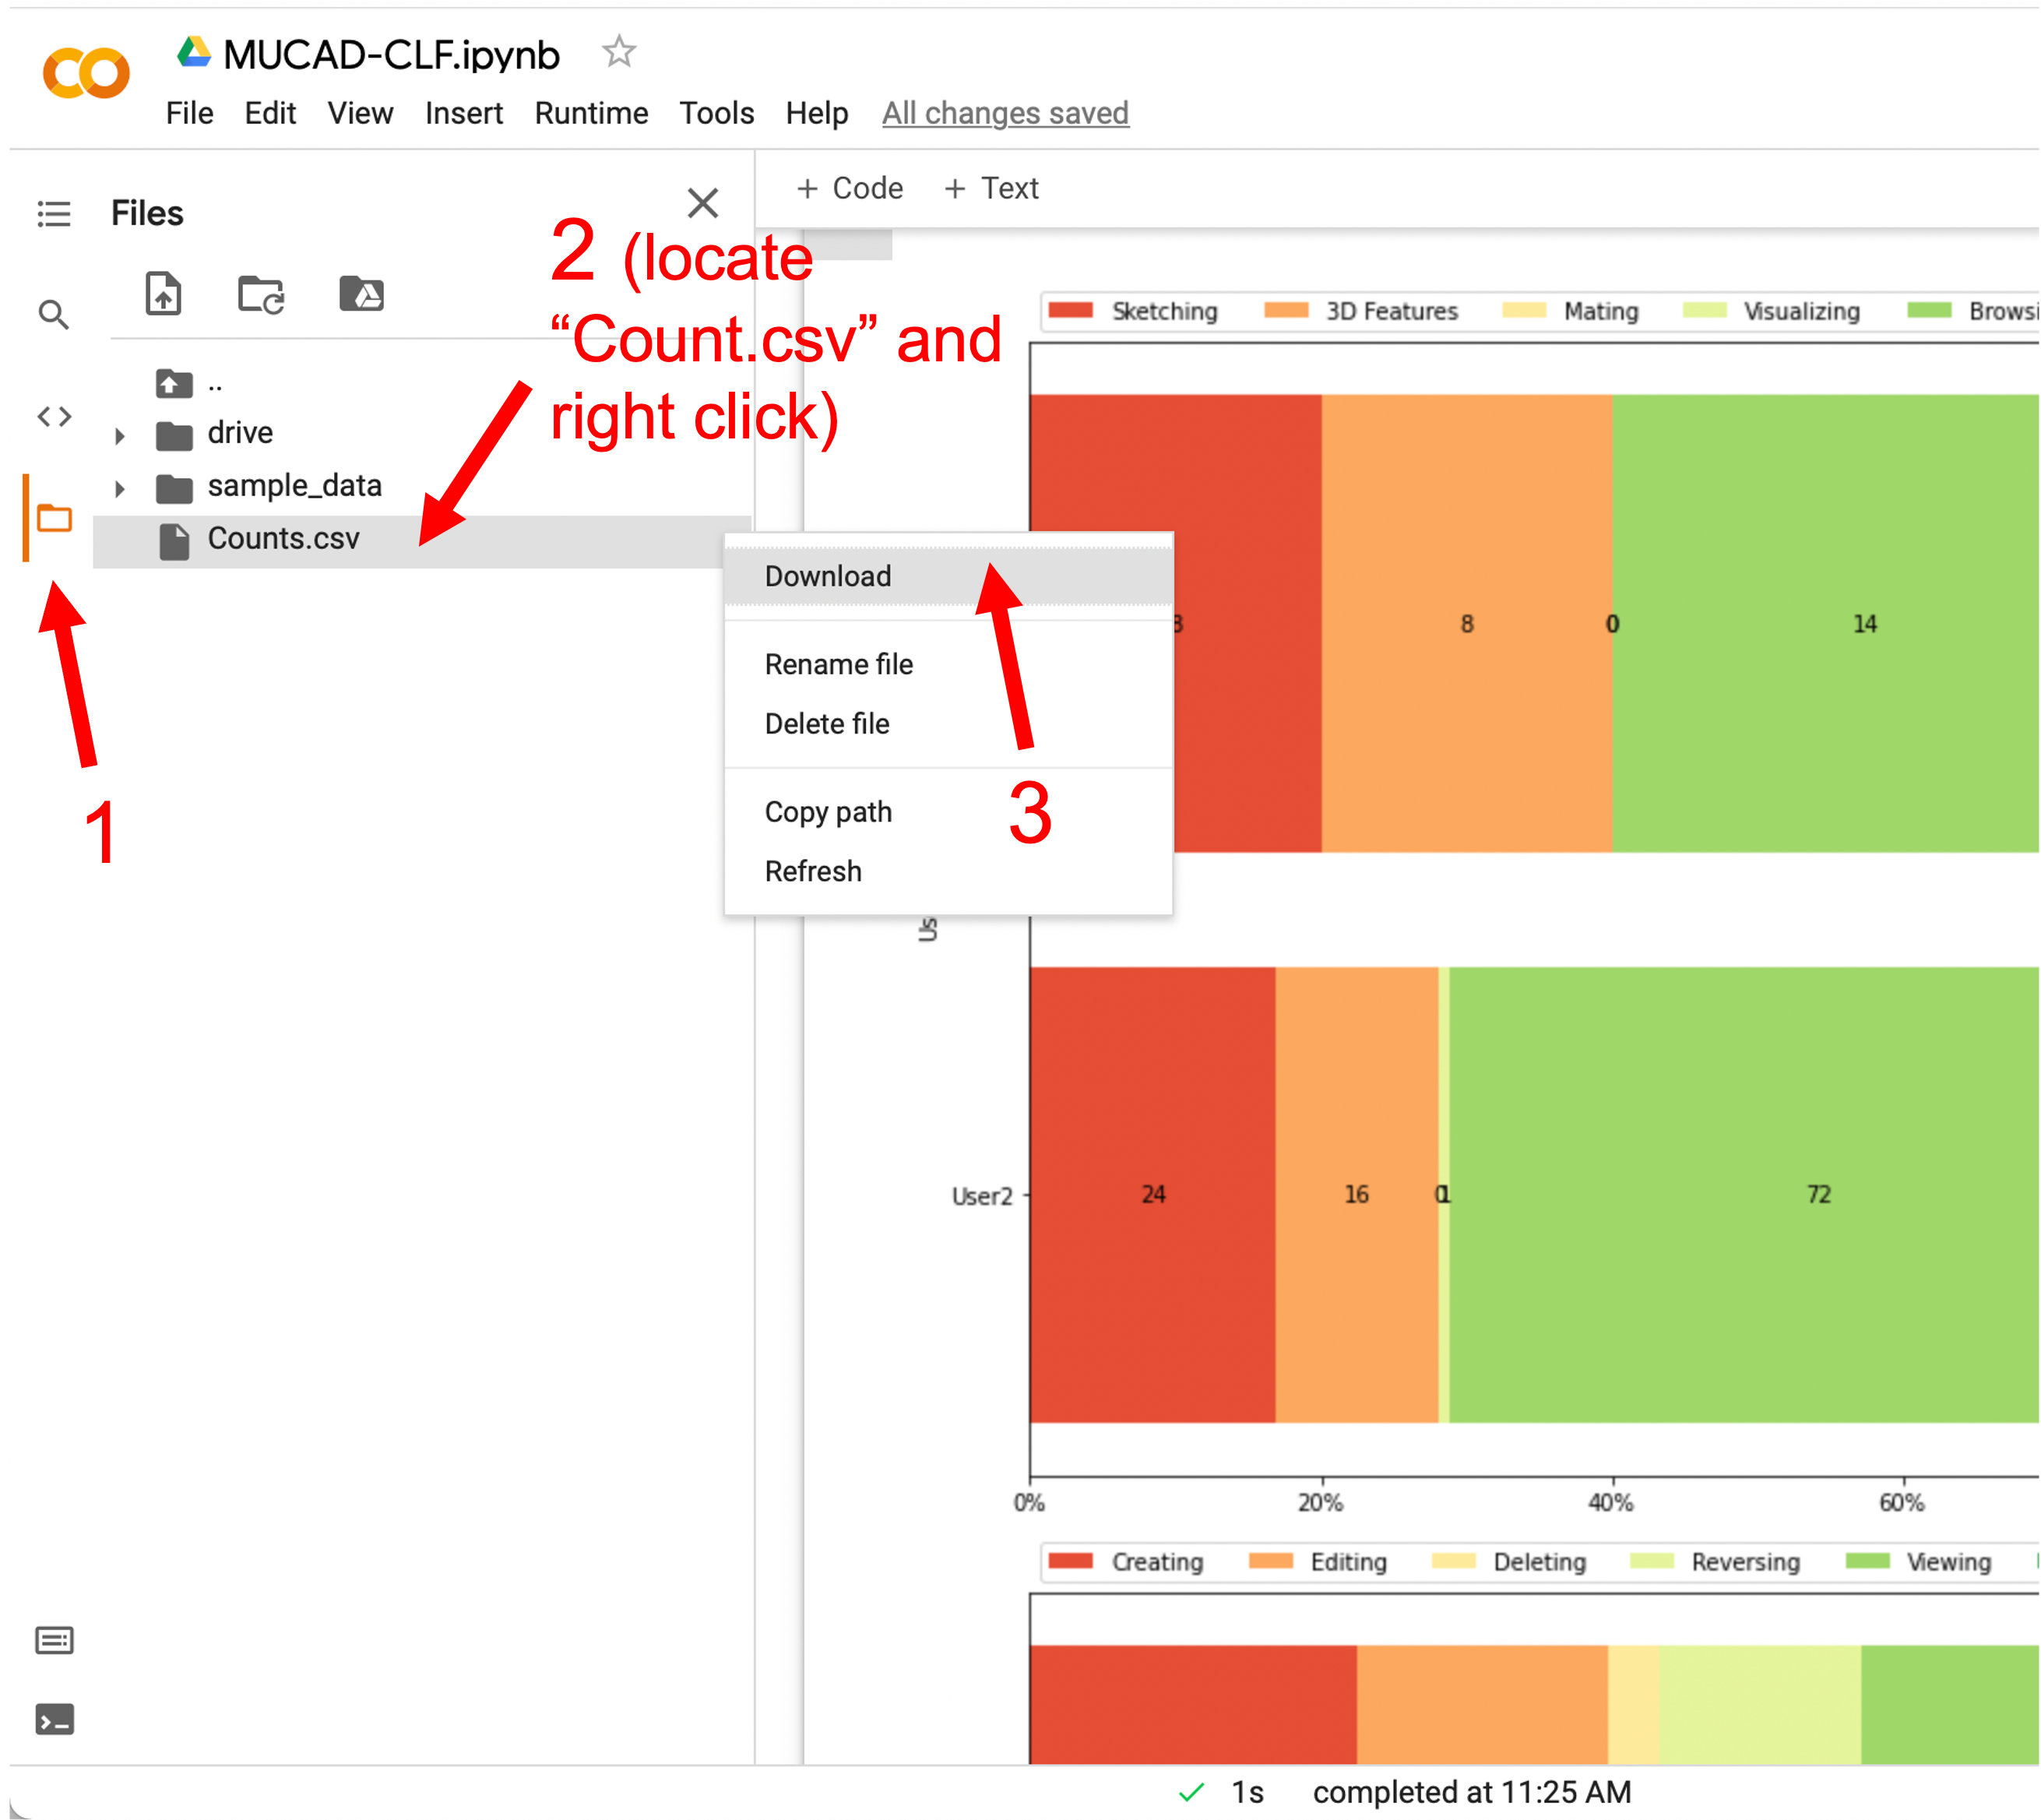 MUCAD-CLF.ipynb
File Edit View Insert Runtime Tools Help All changes saved
Files
+ Code + Text
2 (locate
“Count.csv” and
right click)
..
drive
sample_data
Counts.csv
Download
Rename file
Delete file
Copy path
Refresh
1
3
Sketching 3D Features Mating Visualizing Browsi
8 0 14
Us
User2
24 16 0 1 72
0% 20% 40% 60%
Creating Editing Deleting Reversing Viewing
1s completed at 11:25 AM